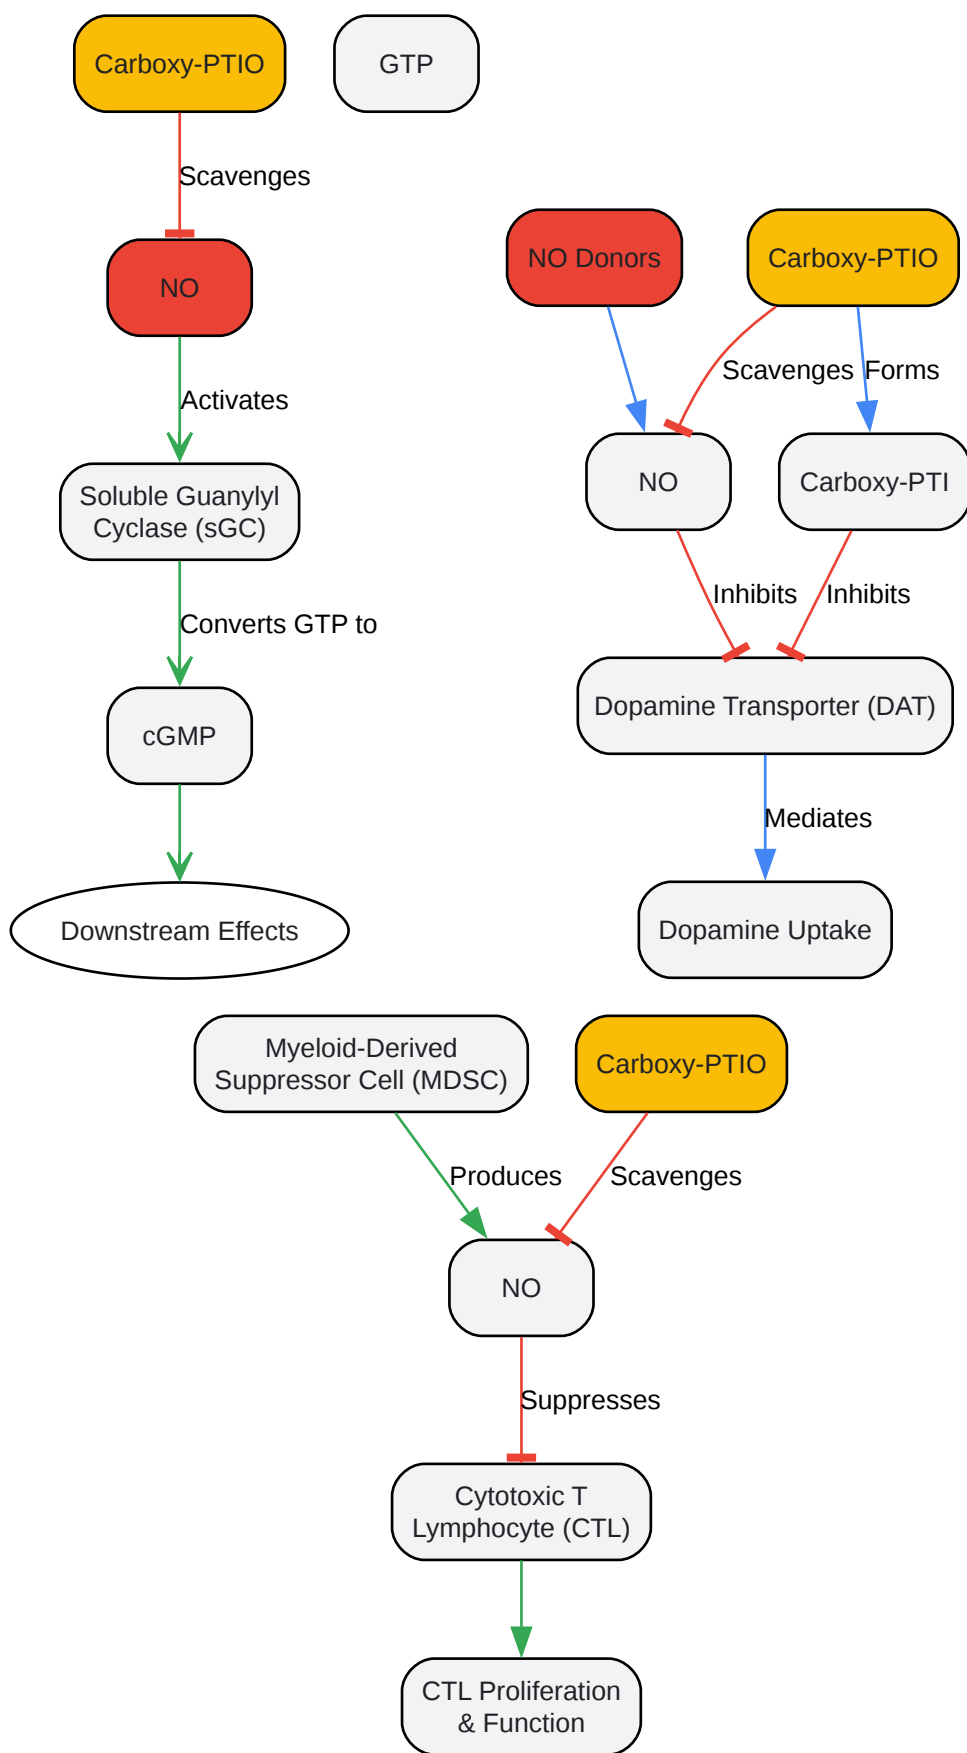 Carboxy-PTIO
GTP
Scavenges
NO
Activates
Soluble Guanylyl
Cyclase (sGC)
Converts GTP to
cGMP
Downstream Effects
NO Donors
Carboxy-PTIO
Scavenges
Forms
NO
Carboxy-PTI
Inhibits
Inhibits
Dopamine Transporter (DAT)
Mediates
Dopamine Uptake
Myeloid-Derived
Suppressor Cell (MDSC)
Carboxy-PTIO
Produces
Scavenges
NO
Suppresses
Cytotoxic T
Lymphocyte (CTL)
CTL Proliferation
& Function